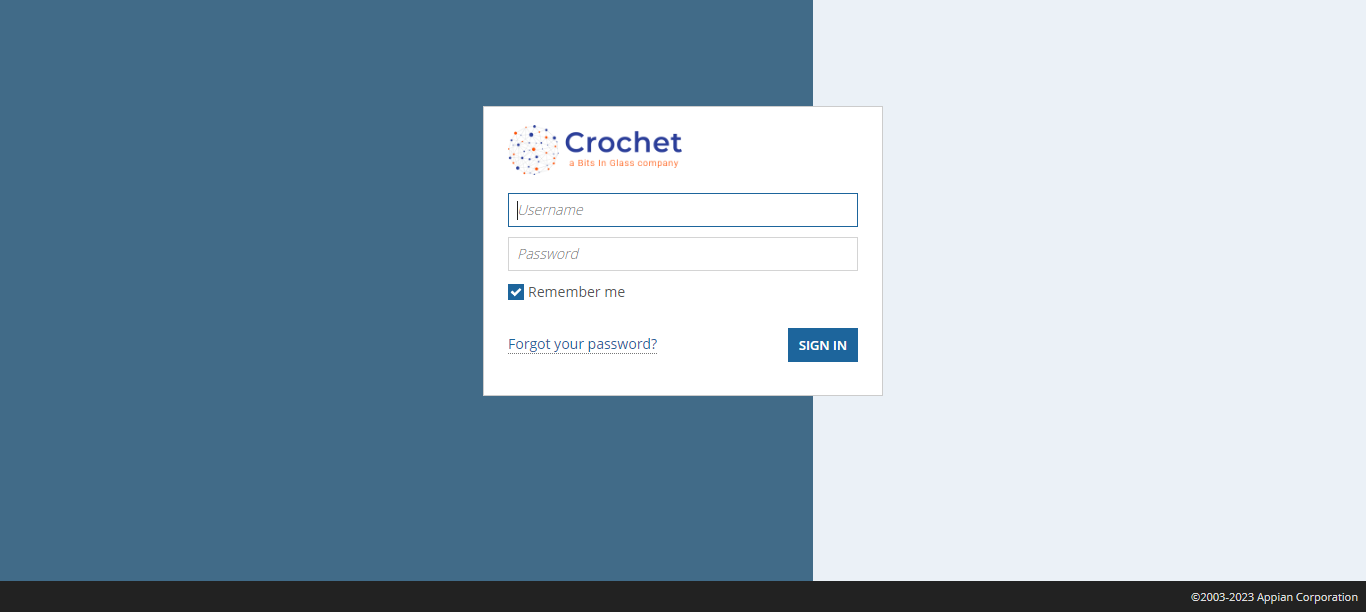 Crochet
a Bits In Glass company
Username
Password
Remember me
Forgot your password?
SIGN IN
©2003-2023 Appian Corporation